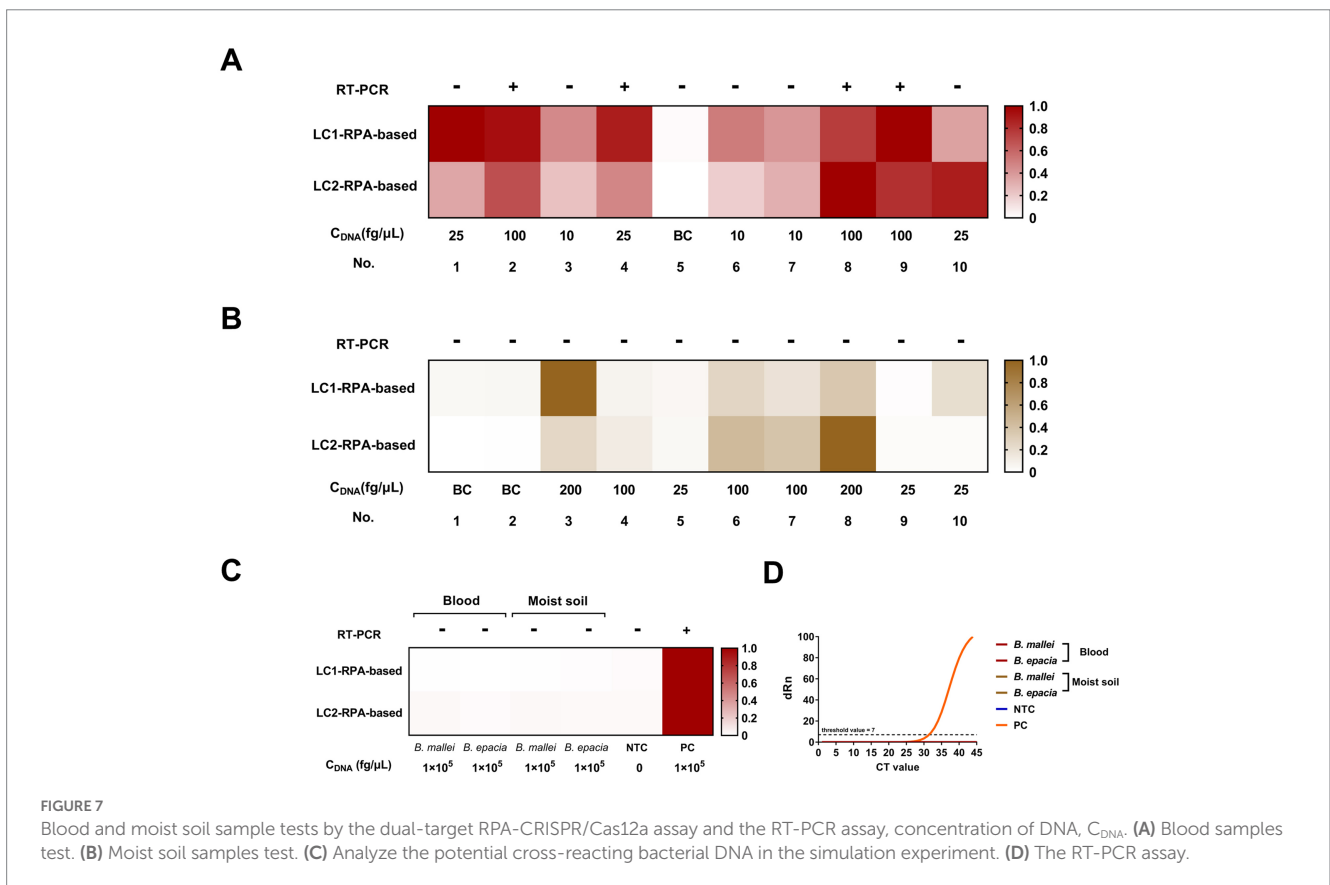 A
RT-PCR - + - + - - - + + -
LC1-RPA-based
LC2-RPA-based
1.0
0.8
0.6
0.4
0.2
0
CDNA(fg/µL) 25 100 10 25 BC 10 10 100 100 25
No. 1 2 3 4 5 6 7 8 9 10
B
RT-PCR - - - - - - - - - -
LC1-RPA-based
LC2-RPA-based
1.0
0.8
0.6
0.4
0.2
0
CDNA(fg/µL) BC BC 200 100 25 100 100 200 25 25
No. 1 2 3 4 5 6 7 8 9 10
C
Blood Moist soil
RT-PCR - - - - - +
LC1-RPA-based
LC2-RPA-based
1.0
0.8
0.6
0.4
0.2
0
B. mallei B. epacia B. mallei B. epacia NTC PC
CDNA (fg/µL) 1×10⁵ 1×10⁵ 1×10⁵ 1×10⁵ 0 1×10⁵
D
dRn
100
80
60
40
20
0
threshold value = 7
0 5 10 15 20 25 30 35 40 45
CT value
B. mallei
B. epacia
Blood
B. mallei
B. epacia
Moist soil
NTC
PC
FIGURE 7
Blood and moist soil sample tests by the dual-target RPA-CRISPR/Cas12a assay and the RT-PCR assay, concentration of DNA, CDNA. (A) Blood samples
test. (B) Moist soil samples test. (C) Analyze the potential cross-reacting bacterial DNA in the simulation experiment. (D) The RT-PCR assay.